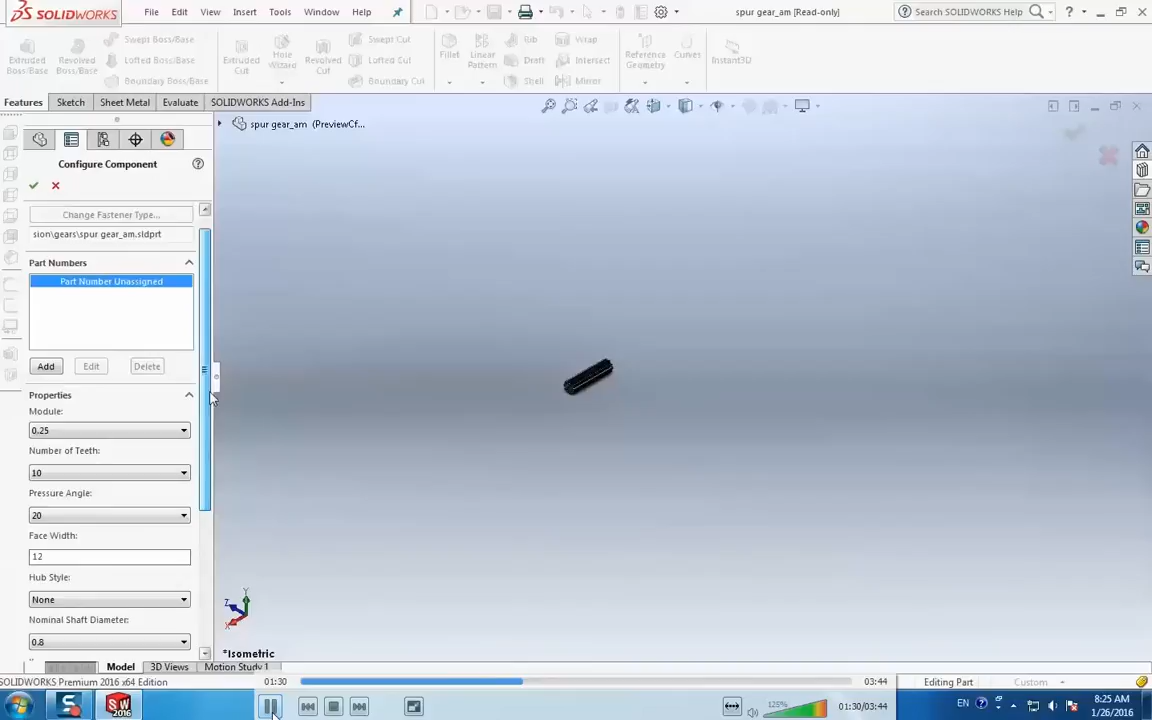 SOLIDWORKS File Edit View Insert Tools Window Help spur gear_am [Read-only] Search SOLIDWORKS Help
Extruded Boss/Base
Revolved Boss/Base
Swept Boss/Base
Lofted Boss/Base
Boundary Boss/Base
Extruded Cut
Hole Wizard
Revolved Cut
Swept Cut
Lofted Cut
Boundary Cut
Fillet
Linear Pattern
Rib
Draft
Shell
Wrap
Intersect
Mirror
Reference Geometry
Curves
Instant3D
Features Sketch Sheet Metal Evaluate SOLIDWORKS Add-Ins
spur gear_am (PreviewCf...
Configure Component
Change Fastener Type...
sion\gears\spur gear_am.sldprt
Part Numbers
Part Number Unassigned
Add Edit Delete
Properties
Module:
0.25
Number of Teeth:
10
Pressure Angle:
20
Face Width:
12
Hub Style:
None
Nominal Shaft Diameter:
0.8
Y
Z
X
*Isometric
Model 3D Views Motion Study 1
SOLIDWORKS Premium 2016 x64 Edition
01:30 03:44
Editing Part Custom
SW 2016
125%
01:30/03:44
EN
8:25 AM
1/26/2016